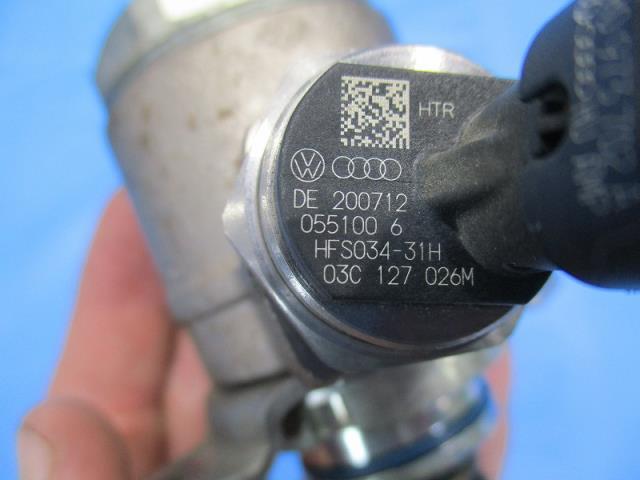 HTR
DE 200712
055100 6
HFS034-31H
03C 127 026M